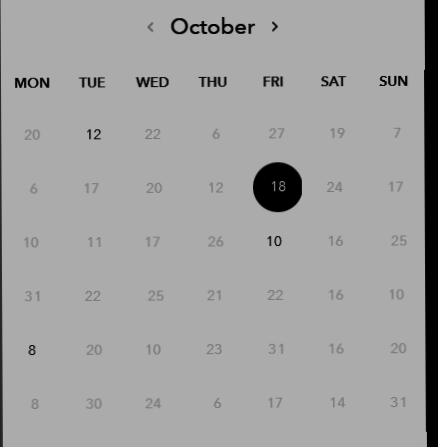 ‹ October ›
MON TUE WED THU FRI SAT SUN
20 12 22 6 27 19 7
6 17 20 12 18 24 17
10 11 17 26 10 16 25
31 22 25 21 22 16 10
8 20 10 23 31 16 20
8 30 24 6 17 14 31